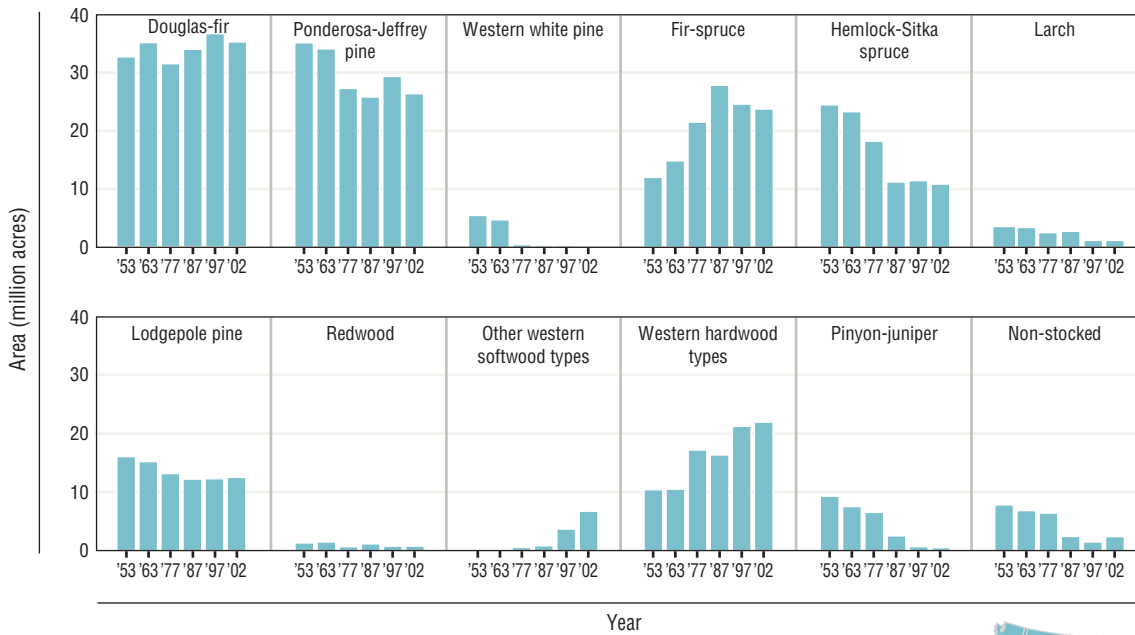 Area (million acres)
40
30
20
10
0
Douglas-fir
Ponderosa-Jeffrey
pine
Western white pine
Fir-spruce
Hemlock-Sitka
spruce
Larch
'53 '63 '77 '87 '97 '02
'53 '63 '77 '87 '97 '02
'53 '63 '77 '87 '97 '02
'53 '63 '77 '87 '97 '02
'53 '63 '77 '87 '97 '02
'53 '63 '77 '87 '97 '02
40
30
20
10
0
Lodgepole pine
Redwood
Other western
softwood types
Western hardwood
types
Pinyon-juniper
Non-stocked
'53 '63 '77 '87 '97 '02
'53 '63 '77 '87 '97 '02
'53 '63 '77 '87 '97 '02
'53 '63 '77 '87 '97 '02
'53 '63 '77 '87 '97 '02
'53 '63 '77 '87 '97 '02
Year